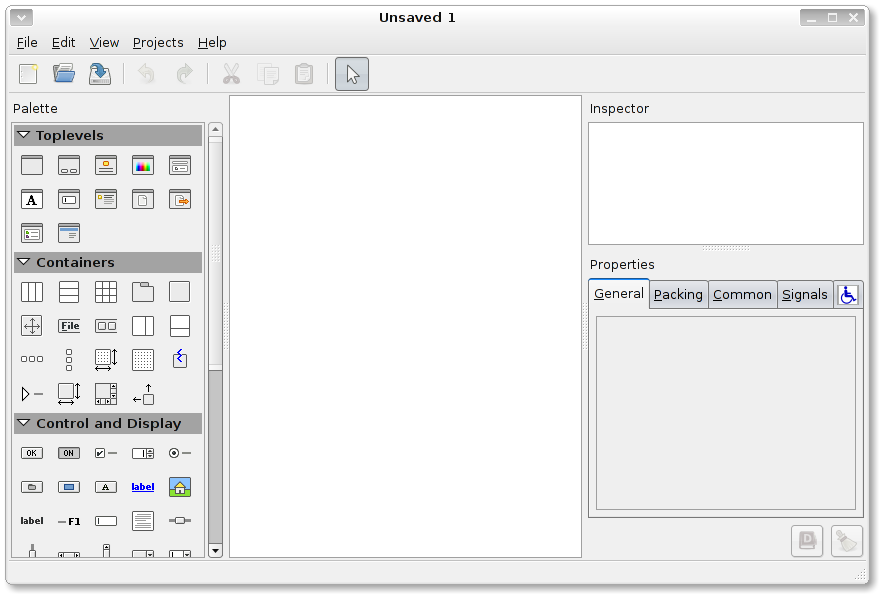 Unsaved 1
File Edit View Projects Help
Palette
Toplevels
A
Containers
File
Control and Display
OK ON
A label
label F1
Inspector
Properties
General Packing Common Signals
D